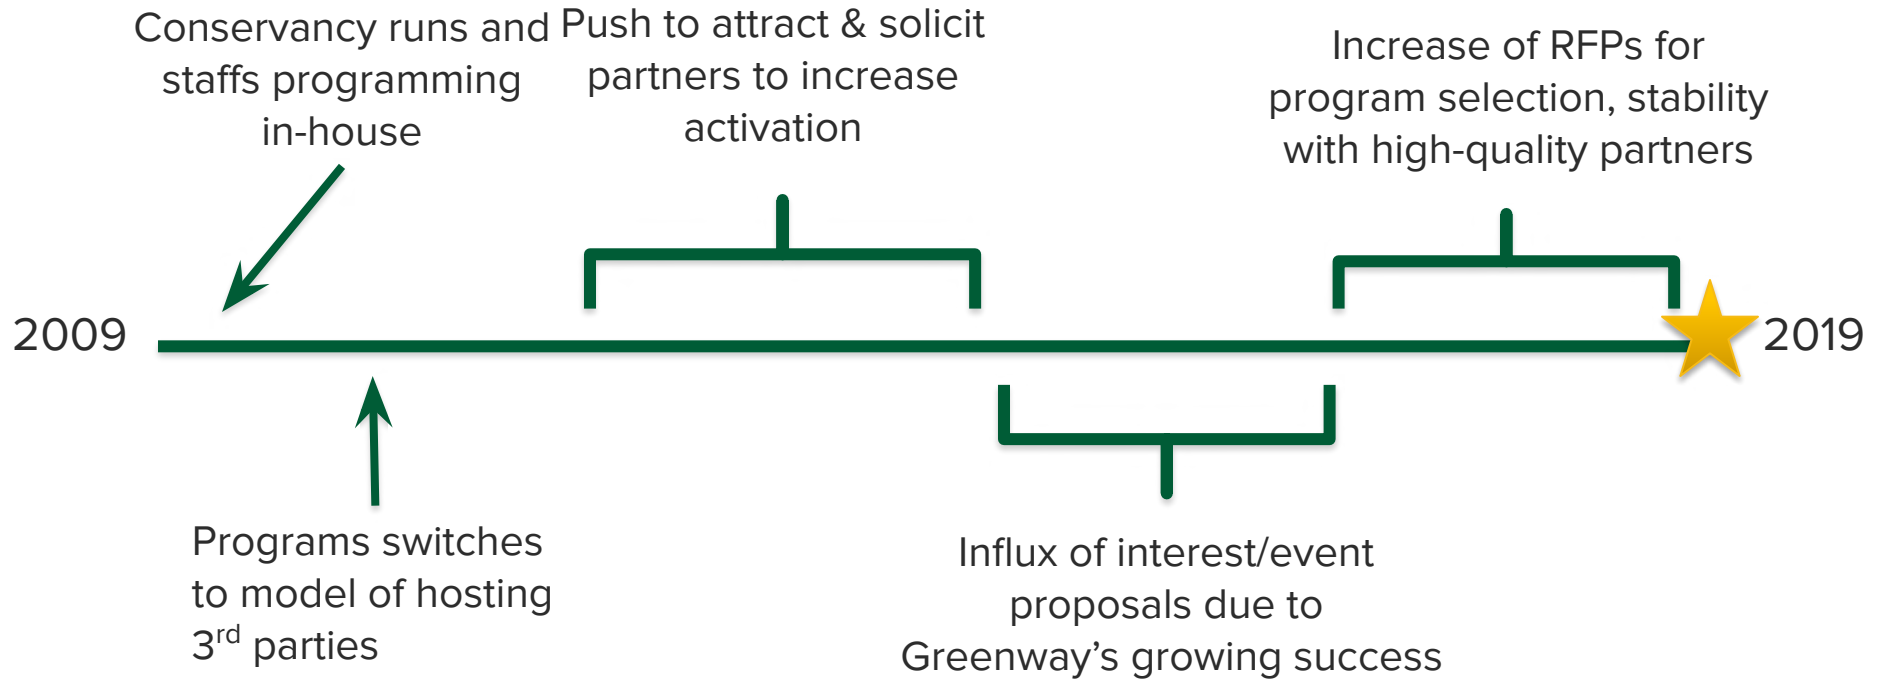 Conservancy runs and
staffs programming
in-house
Push to attract & solicit
partners to increase
activation
Increase of RFPs for
program selection, stability
with high-quality partners
2009
2019
Programs switches
to model of hosting
3rd parties
Influx of interest/event
proposals due to
Greenway’s growing success